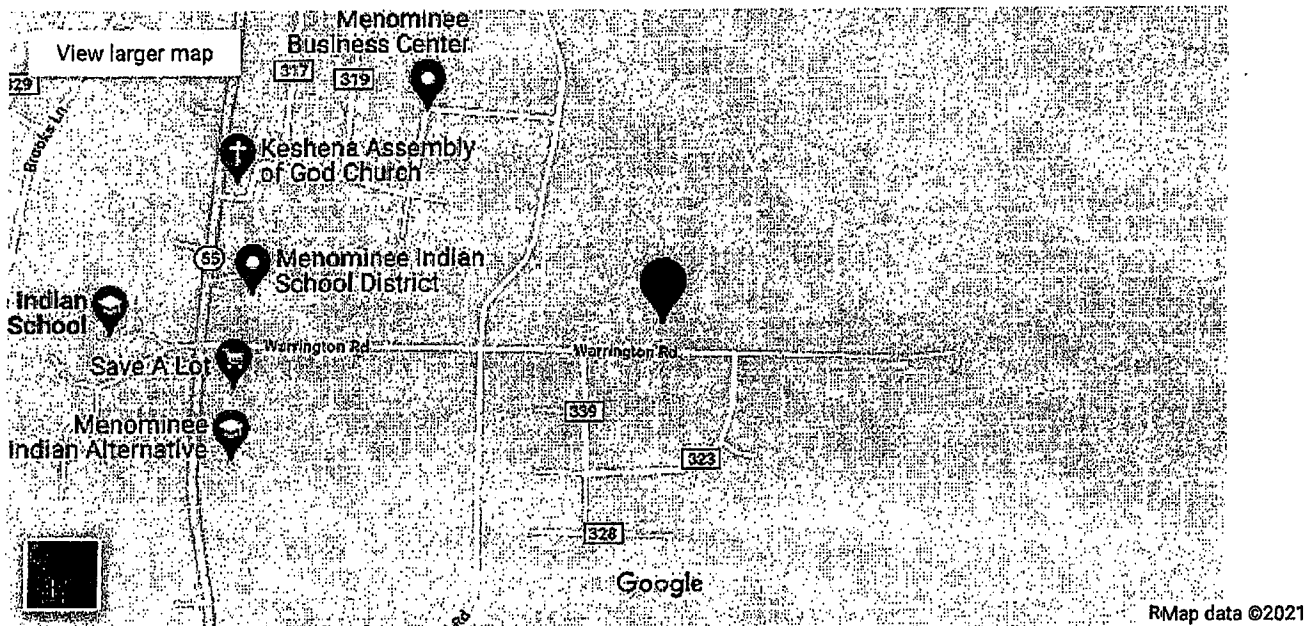 Menominee
Business Center
View larger map
317
319
329
Brooks Ln
Keshena Assembly
of God Church
55
Menominee Indian
School District
Indian
School
Warrington Rd
Warrington Rd
Save A Lot
339
Menominee
Indian Alternative
323
328
Google
Rd
RMap data ©2021